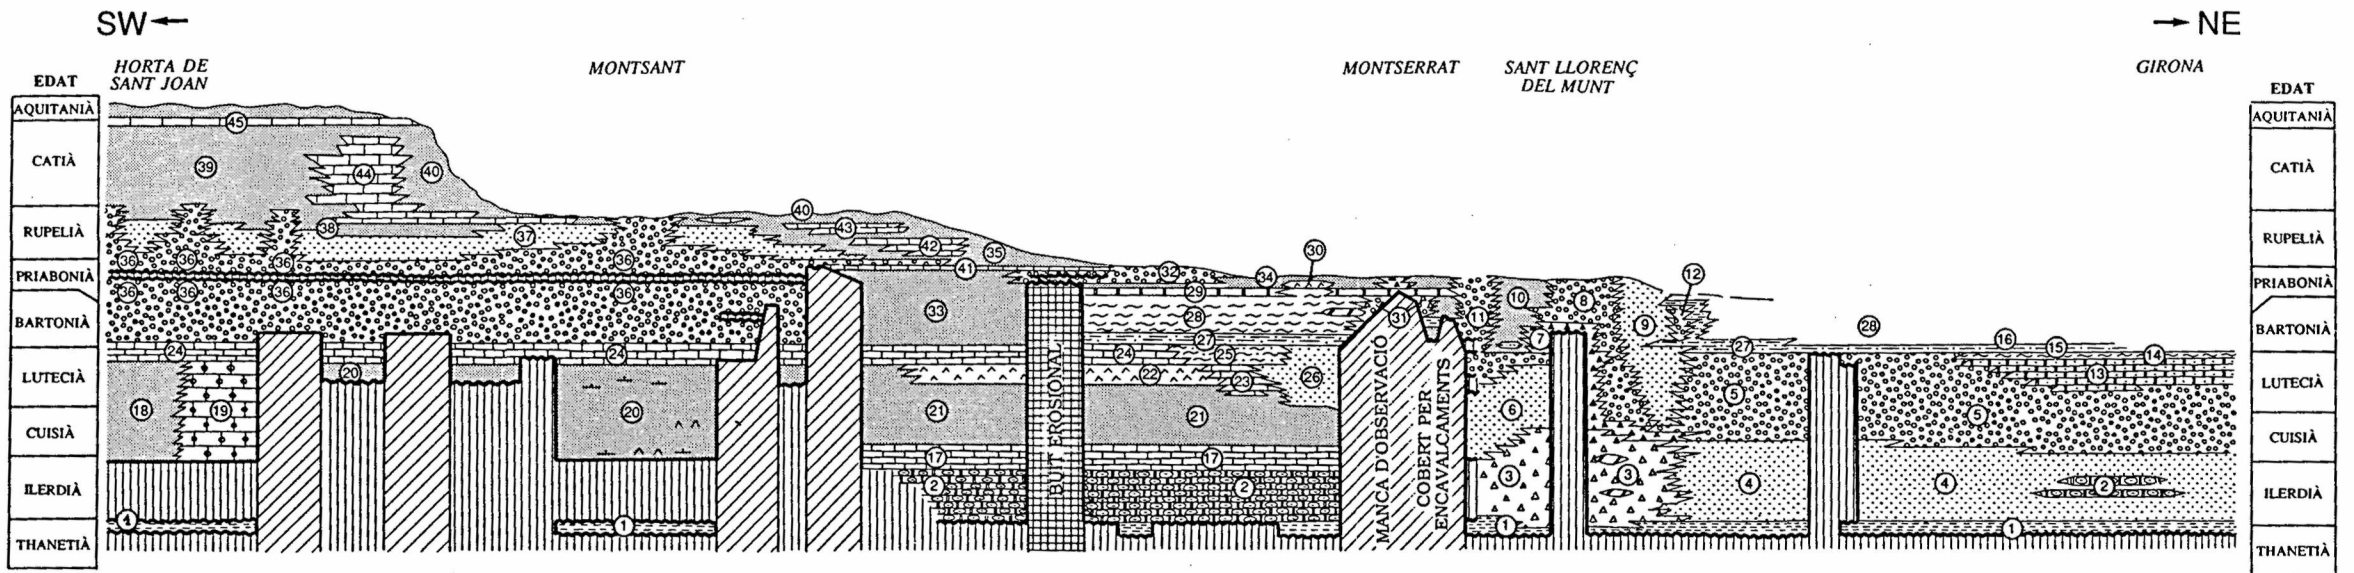 SW ←
→ NE
HORTA DE
SANT JOAN
MONTSANT
MONTSERRAT
SANT LLORENÇ
DEL MUNT
GIRONA
EDAT
AQUITANIÀ
CATIÀ
RUPELIÀ
PRIABONIÀ
BARTONIÀ
LUTECIÀ
CUISIÀ
ILERDIÀ
THANETIÀ
EDAT
AQUITANIÀ
CATIÀ
RUPELIÀ
PRIABONIÀ
BARTONIÀ
LUTECIÀ
CUISIÀ
ILERDIÀ
THANETIÀ
45
39 44 40
38 37 40 43 42 35 30
36 36 36 36 41 32 34 12
36 36 36 36 29 10 8
33 28 31 11 9 28
27 7 27 16 15 14
24 24 24 25
20 22 23 26 13
18 19 20 21 21 6 5 5
17 17
2 2 3 3 4 4 2
1 1 1 1
BUIT EROSIONAL
MANCA D'OBSERVACIÓ
COBERT PER
ENCAVALCAMENTS